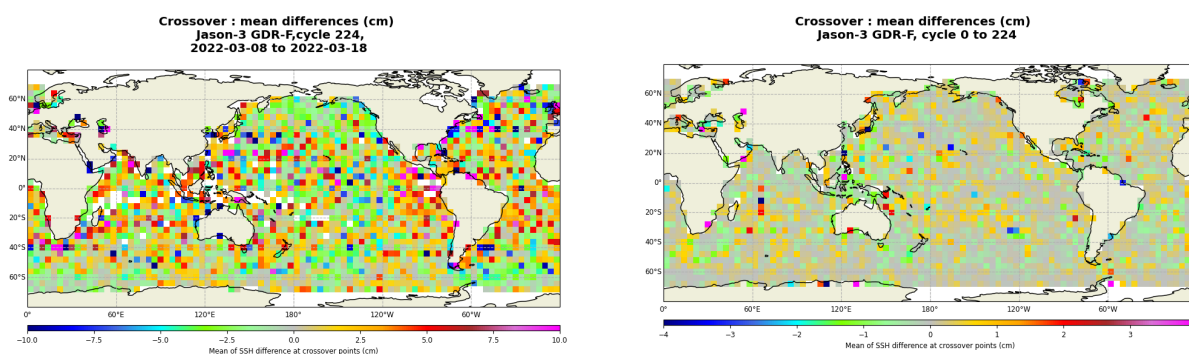 Crossover : mean differences (cm)
Jason-3 GDR-F,cycle 224,
2022-03-08 to 2022-03-18
60°N
40°N
20°N
0°
20°S
40°S
60°S
0° 60°E 120°E 180° 120°W 60°W
−10.0 −7.5 −5.0 −2.5 0.0 2.5 5.0 7.5 10.0
Mean of SSH difference at crossover points (cm)
Crossover : mean differences (cm)
Jason-3 GDR-F, cycle 0 to 224
60°N
40°N
20°N
0°
20°S
40°S
60°S
0° 60°E 120°E 180° 120°W 60°W
−4 −3 −2 −1 0 1 2 3
Mean of SSH difference at crossover points (cm)